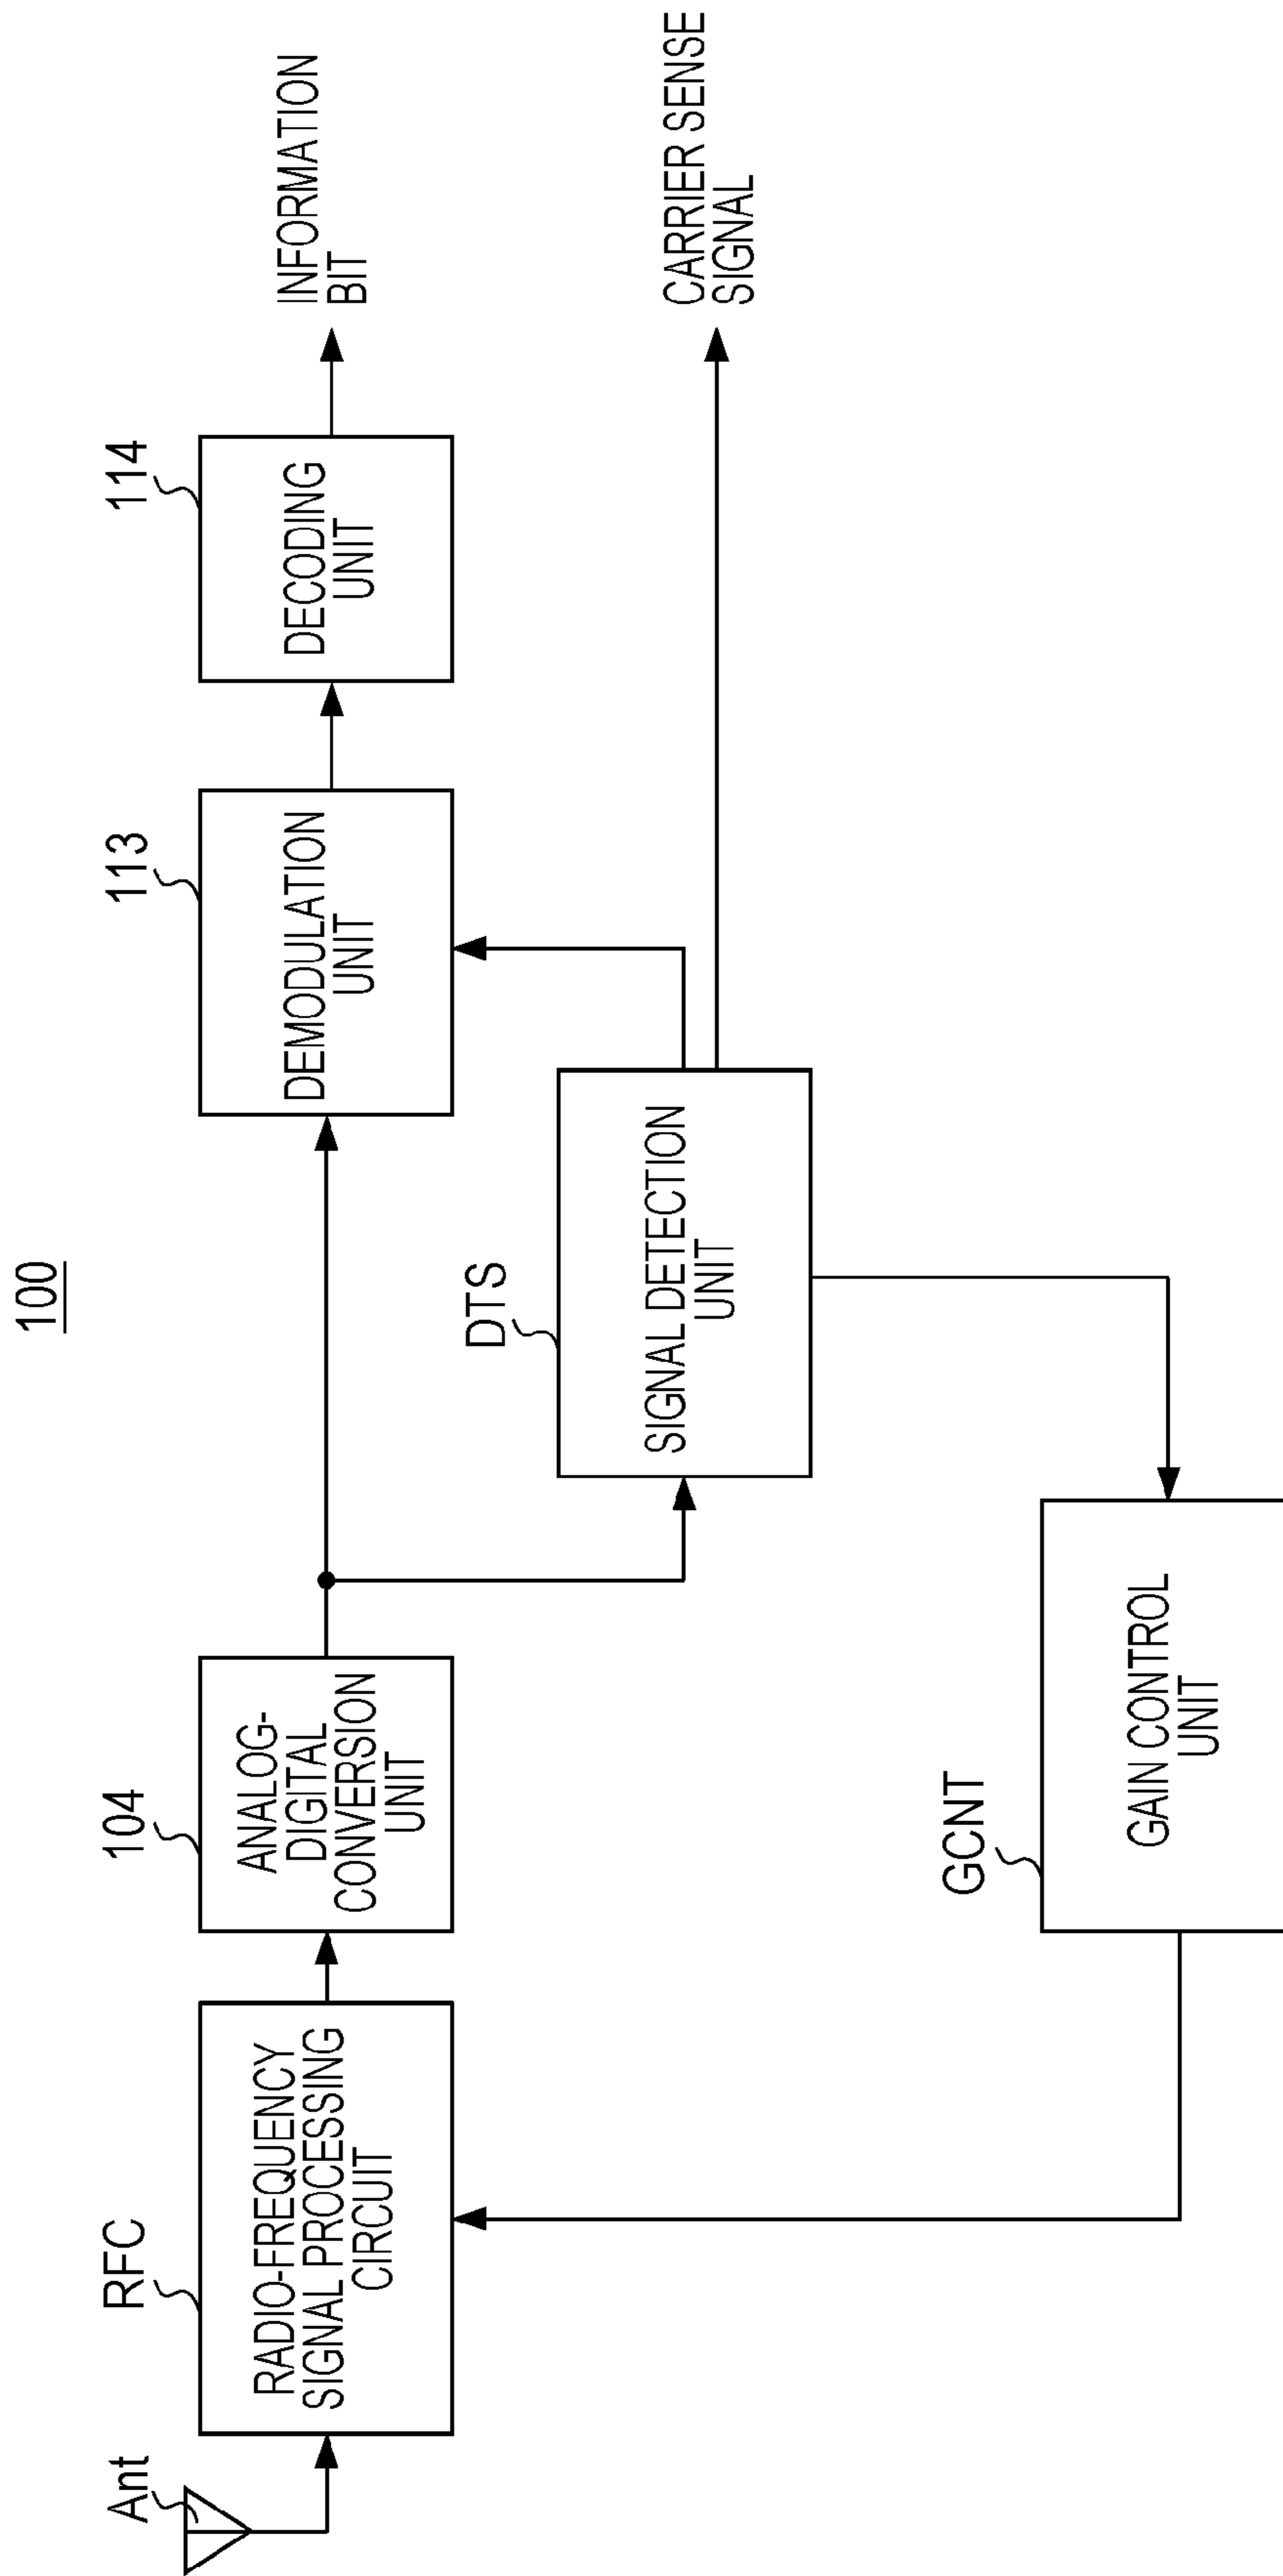 100
Ant
RFC
RADIO-FREQUENCY
SIGNAL PROCESSING
CIRCUIT
104
ANALOG-
DIGITAL
CONVERSION
UNIT
113
DEMODULATION
UNIT
114
DECODING
UNIT
INFORMATION
BIT
DTS
SIGNAL DETECTION
UNIT
CARRIER SENSE
SIGNAL
GCNT
GAIN CONTROL
UNIT